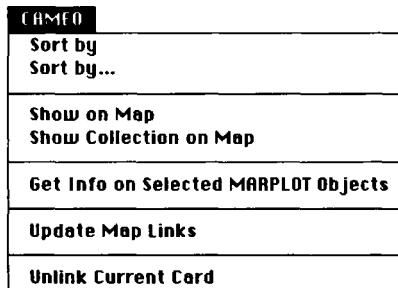 CAMEO
Sort by
Sort by...
Show on Map
Show Collection on Map
Get Info on Selected MARPLOT Objects
Update Map Links
Unlink Current Card